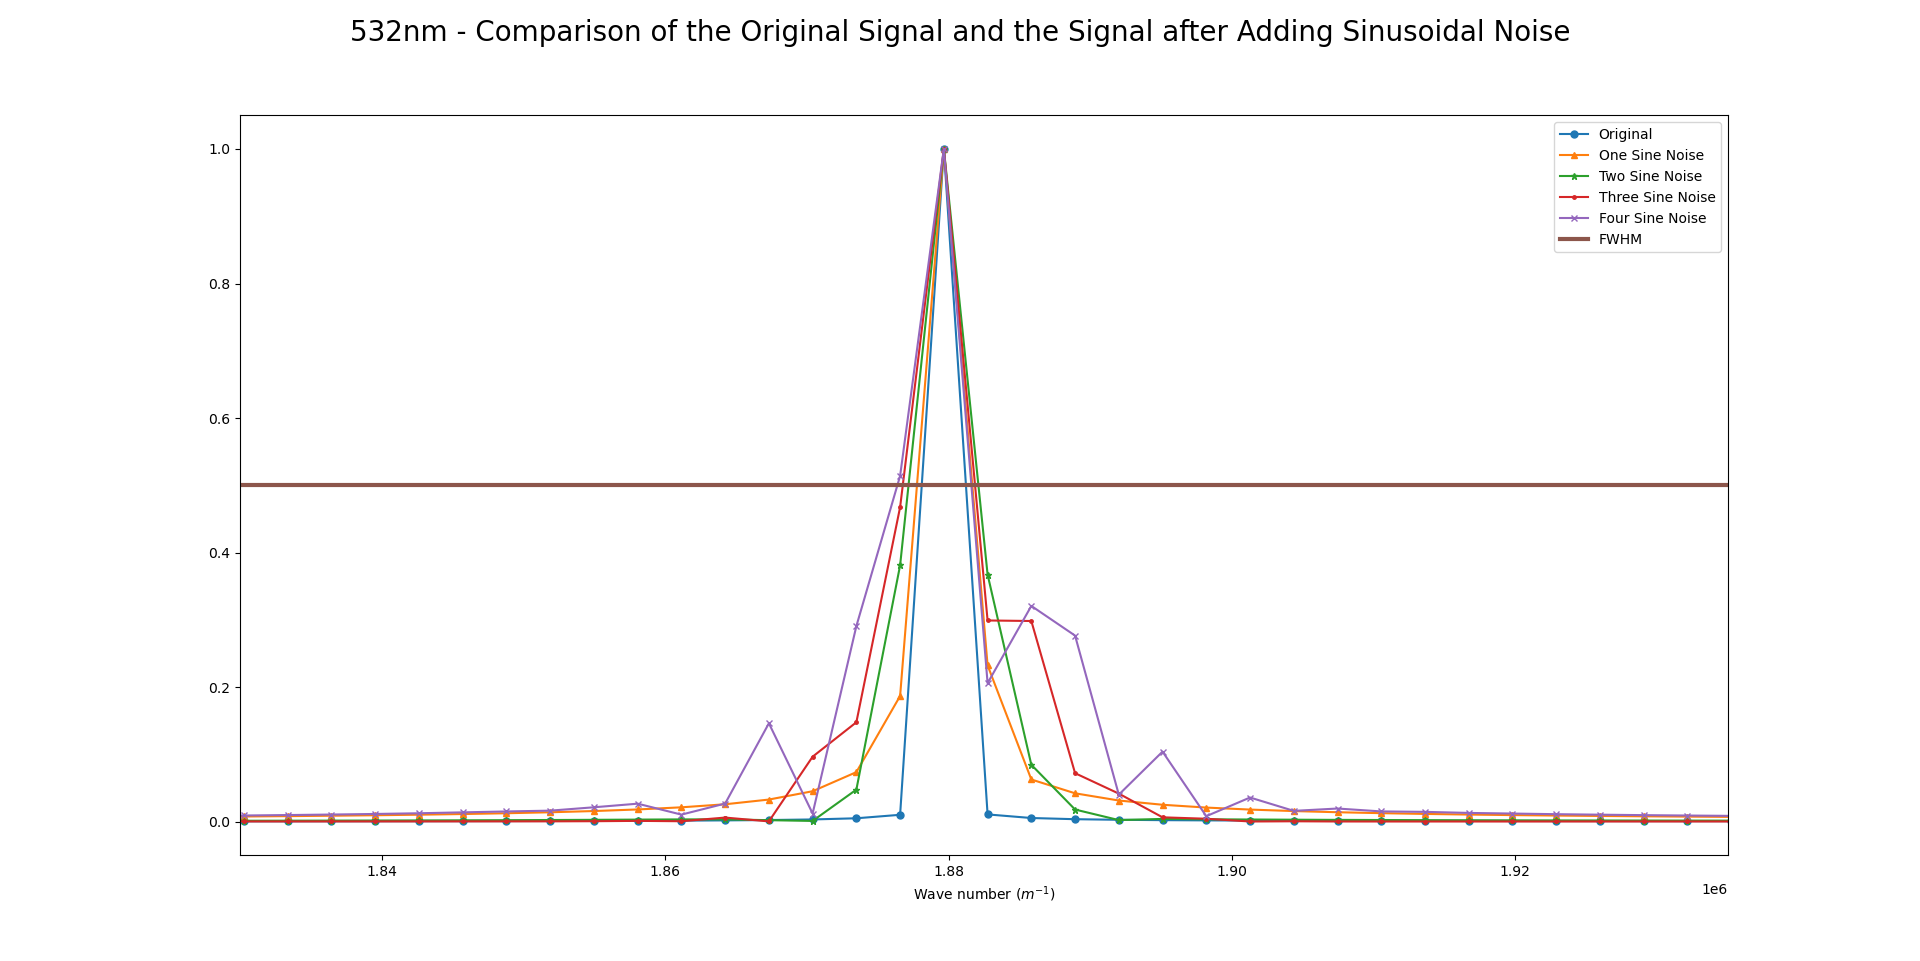 532nm - Comparison of the Original Signal and the Signal after Adding Sinusoidal Noise
Original
One Sine Noise
Two Sine Noise
Three Sine Noise
Four Sine Noise
FWHM
1.0
0.8
0.6
0.4
0.2
0.0
1.84 1.86 1.88 1.90 1.92
1e6
Wave number (m⁻¹)